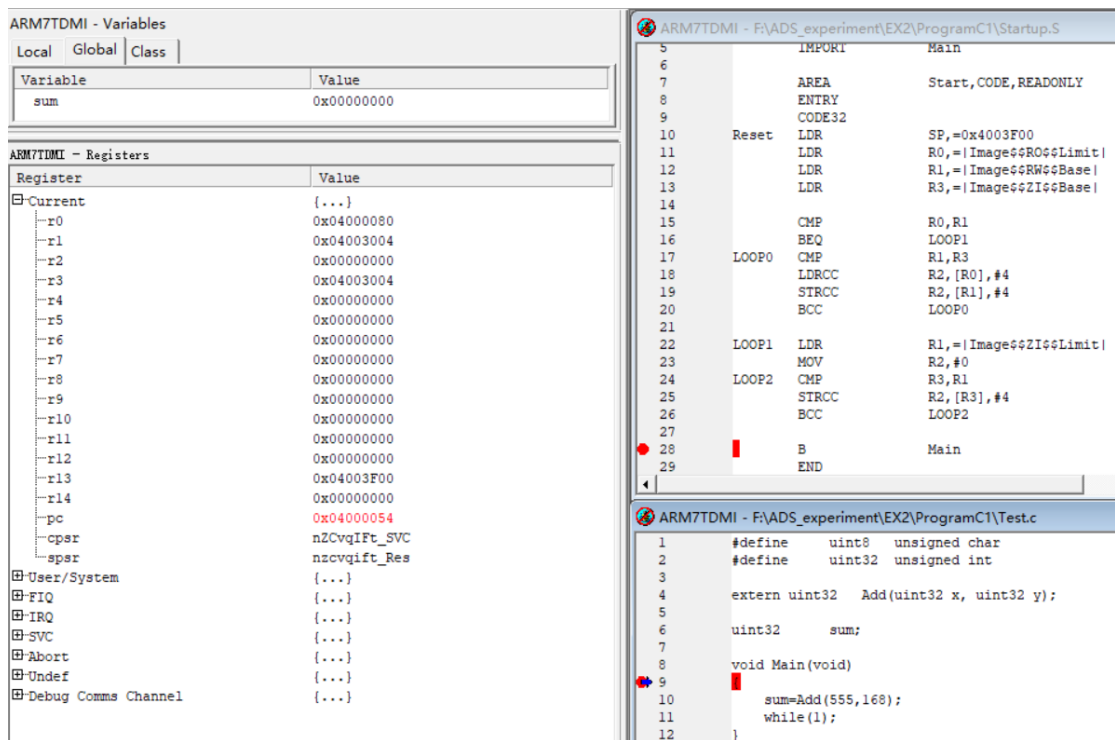 ARM7TDMI - Variables
Local Global Class
Variable Value
sum 0x00000000
ARM7TDMI - Registers
Register Value
Current {...}
r0 0x04000080
r1 0x04003004
r2 0x00000000
r3 0x04003004
r4 0x00000000
r5 0x00000000
r6 0x00000000
r7 0x00000000
r8 0x00000000
r9 0x00000000
r10 0x00000000
r11 0x00000000
r12 0x00000000
r13 0x04003F00
r14 0x00000000
pc 0x04000054
cpsr nZCvqIFt_SVC
spsr nzcvqift_Res
User/System {...}
FIQ {...}
IRQ {...}
SVC {...}
Abort {...}
Undef {...}
Debug Comms Channel {...}
ARM7TDMI - F:\ADS_experiment\EX2\ProgramC1\Startup.S
5 IMPORT Main
6
7 AREA Start,CODE,READONLY
8 ENTRY
9 CODE32
10 Reset LDR SP,=0x4003F00
11 LDR R0,=|Image$$RO$$Limit|
12 LDR R1,=|Image$$RW$$Base|
13 LDR R3,=|Image$$ZI$$Base|
14
15 CMP R0,R1
16 BEQ LOOP1
17 LOOP0 CMP R1,R3
18 LDRCC R2,[R0],#4
19 STRCC R2,[R1],#4
20 BCC LOOP0
21
22 LOOP1 LDR R1,=|Image$$ZI$$Limit|
23 MOV R2,#0
24 LOOP2 CMP R3,R1
25 STRCC R2,[R3],#4
26 BCC LOOP2
27
28 B Main
29 END
ARM7TDMI - F:\ADS_experiment\EX2\ProgramC1\Test.c
1 #define uint8 unsigned char
2 #define uint32 unsigned int
3
4 extern uint32 Add(uint32 x, uint32 y);
5
6 uint32 sum;
7
8 void Main(void)
9 {
10 sum=Add(555,168);
11 while(1);
12 }